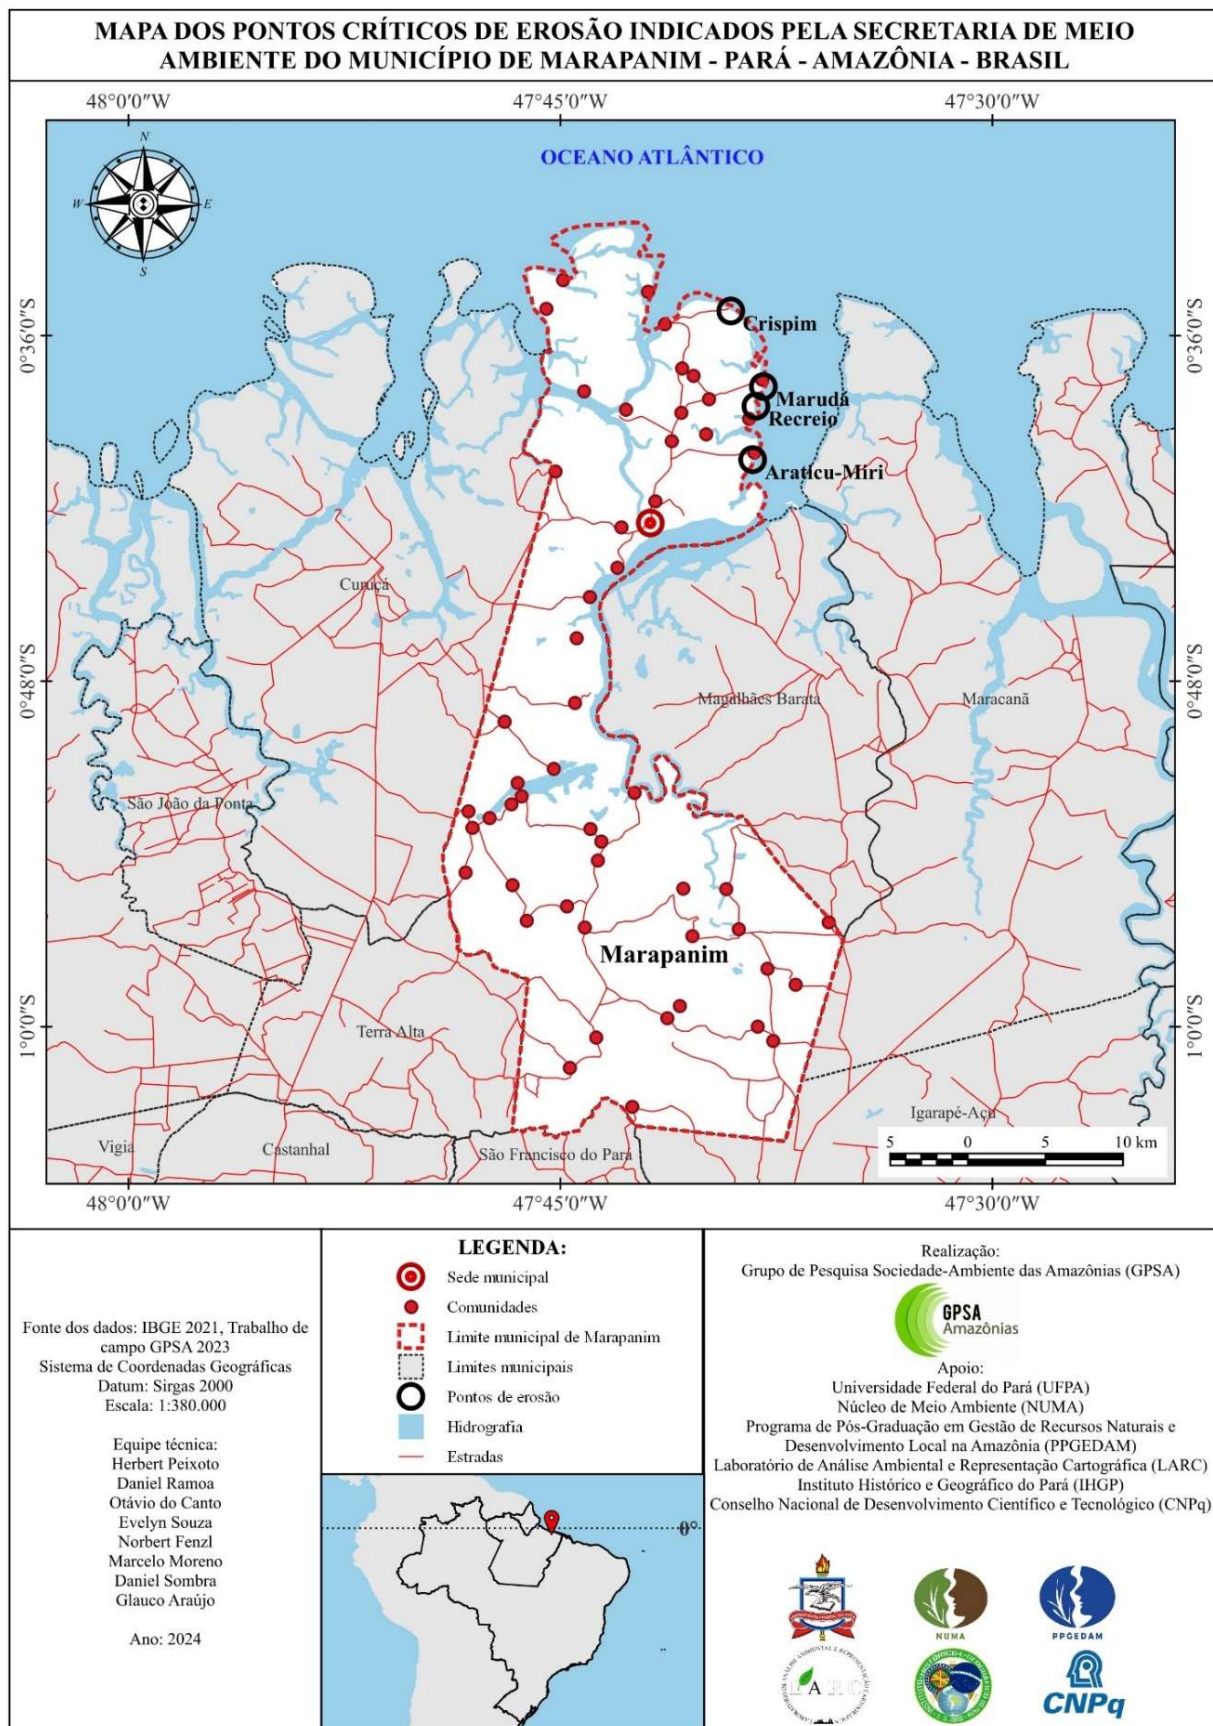 MAPA DOS PONTOS CRÍTICOS DE EROSÃO INDICADOS PELA SECRETARIA DE MEIO
AMBIENTE DO MUNICÍPIO DE MARAPANIM - PARÁ - AMAZÔNIA - BRASIL
48°0'0"W
47°45'0"W
47°30'0"W
OCEANO ATLÂNTICO
N
W
E
S
0°36'0"S
0°36'0"S
Crispim
Marudá
Recreio
Araticu-Miri
Curuçá
0°48'0"S
0°48'0"S
Magalhães Barata
Maracanã
São João da Ponta
Marapanim
1°0'0"S
1°0'0"S
Terra Alta
Igarapé-Açu
Vigia
Castanhal
São Francisco do Pará
5 0 5 10 km
48°0'0"W
47°45'0"W
47°30'0"W
Fonte dos dados: IBGE 2021, Trabalho de
campo GPSA 2023
Sistema de Coordenadas Geográficas
Datum: Sirgas 2000
Escala: 1:380.000
Equipe técnica:
Herbert Peixoto
Daniel Ramoa
Otávio do Canto
Evelyn Souza
Norbert Fenzl
Marcelo Moreno
Daniel Sombra
Glauco Araújo
Ano: 2024
LEGENDA:
Sede municipal
Comunidades
Limite municipal de Marapanim
Limites municipais
Pontos de erosão
Hidrografia
Estradas
0°
Realização:
Grupo de Pesquisa Sociedade-Ambiente das Amazônias (GPSA)
GPSA
Amazônias
Apoio:
Universidade Federal do Pará (UFPA)
Núcleo de Meio Ambiente (NUMA)
Programa de Pós-Graduação em Gestão de Recursos Naturais e
Desenvolvimento Local na Amazônia (PPGEDAM)
Laboratório de Análise Ambiental e Representação Cartográfica (LARC)
Instituto Histórico e Geográfico do Pará (IHGP)
Conselho Nacional de Desenvolvimento Científico e Tecnológico (CNPq)
NUMA
PPGEDAM
LARC
CNPq